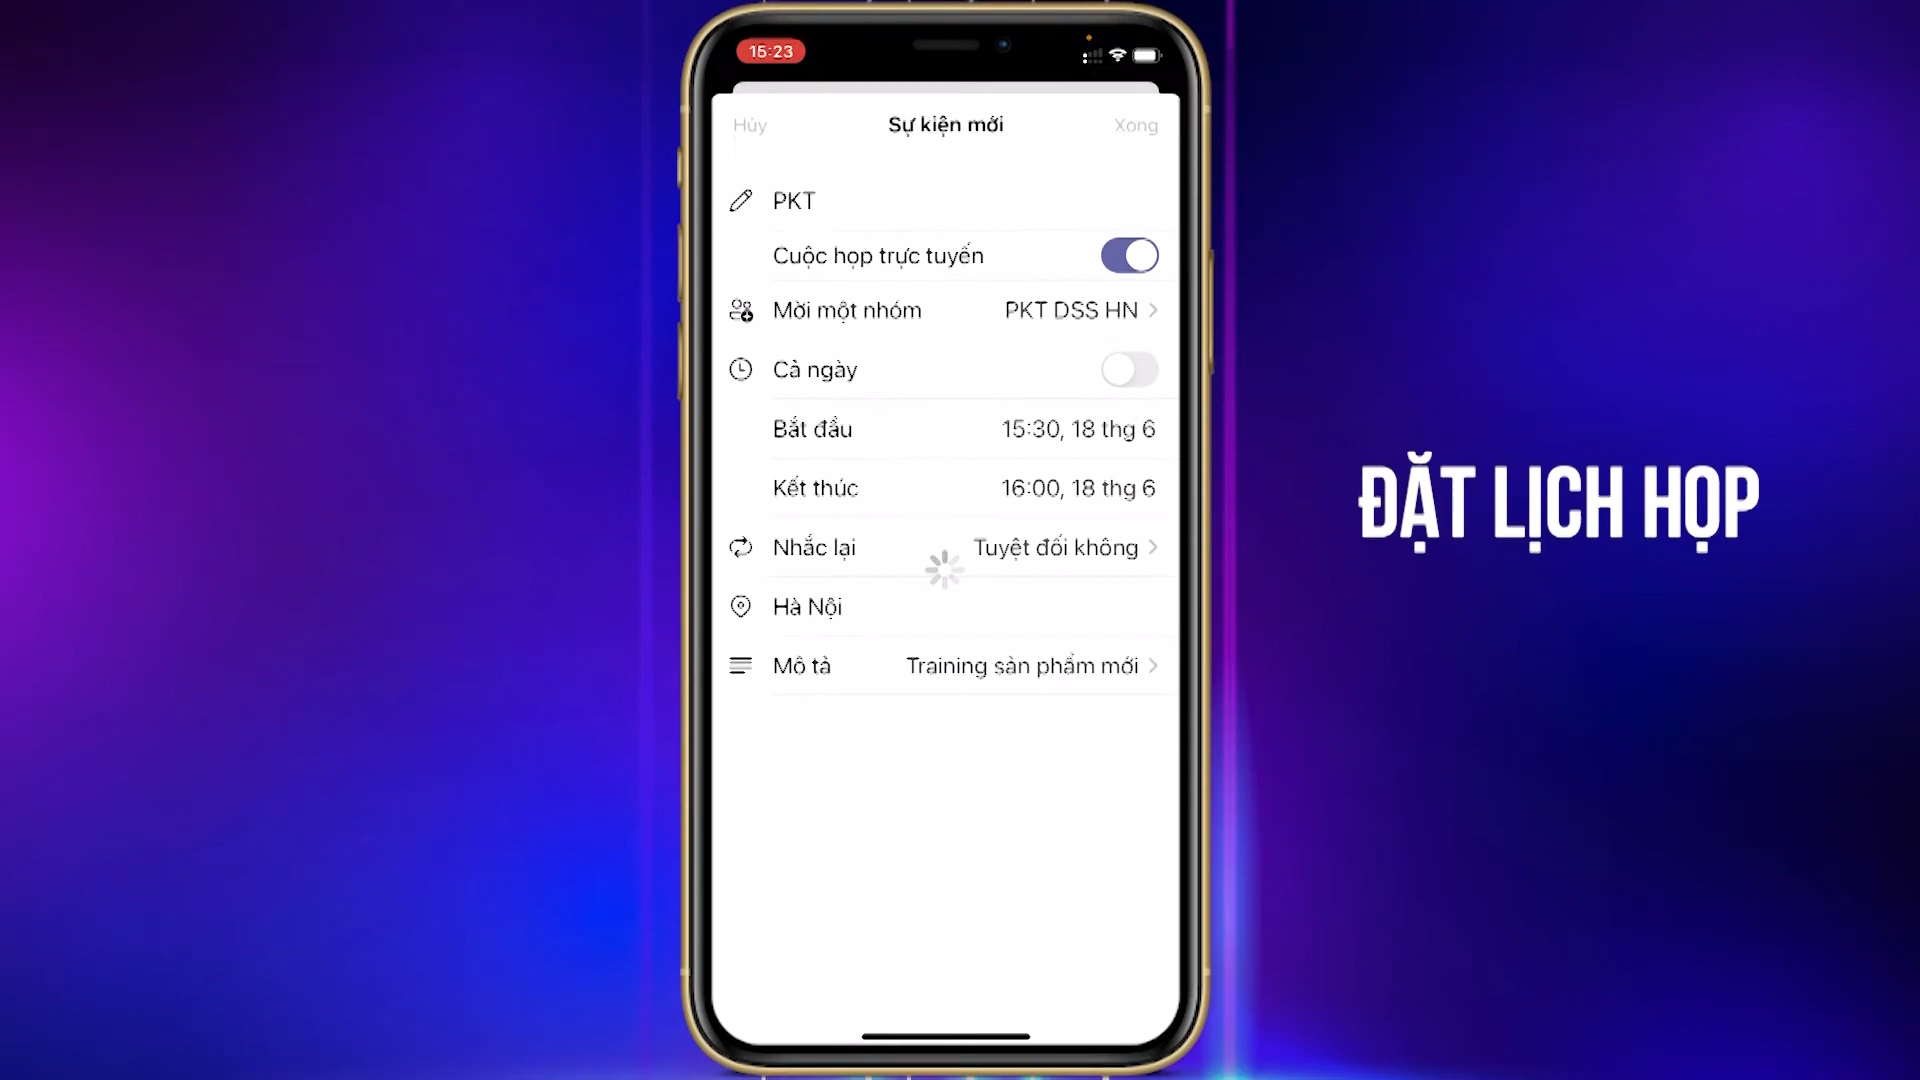 15:23
Hủy Sự kiện mới Xong
PKT
Cuộc họp trực tuyến
Mời một nhóm PKT DSS HN
Cả ngày
Bắt đầu 15:30, 18 thg 6
Kết thúc 16:00, 18 thg 6
Nhắc lại Tuyệt đối không
Hà Nội
Mô tả Training sản phẩm mới
ĐẶT LỊCH HỌP